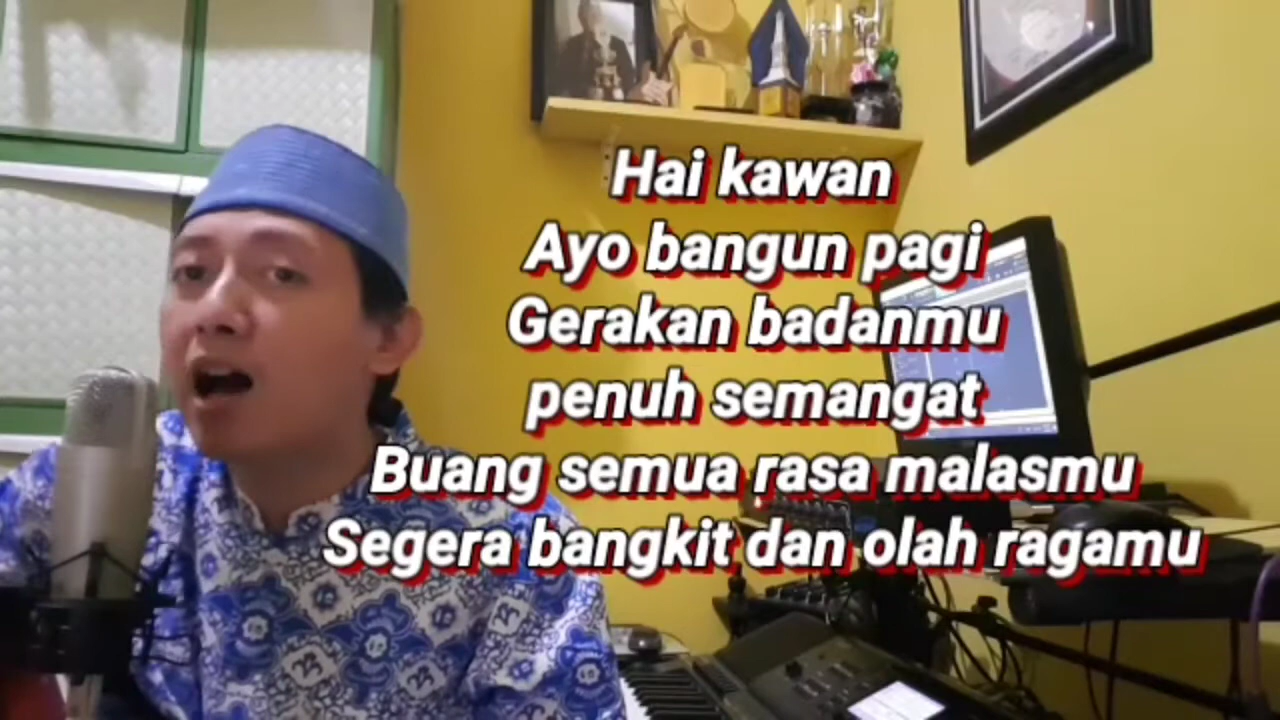 Hai kawan
Ayo bangun pagi
Gerakan badanmu
penuh semangat
Buang semua rasa malasmu
Segera bangkit dan olah ragamu